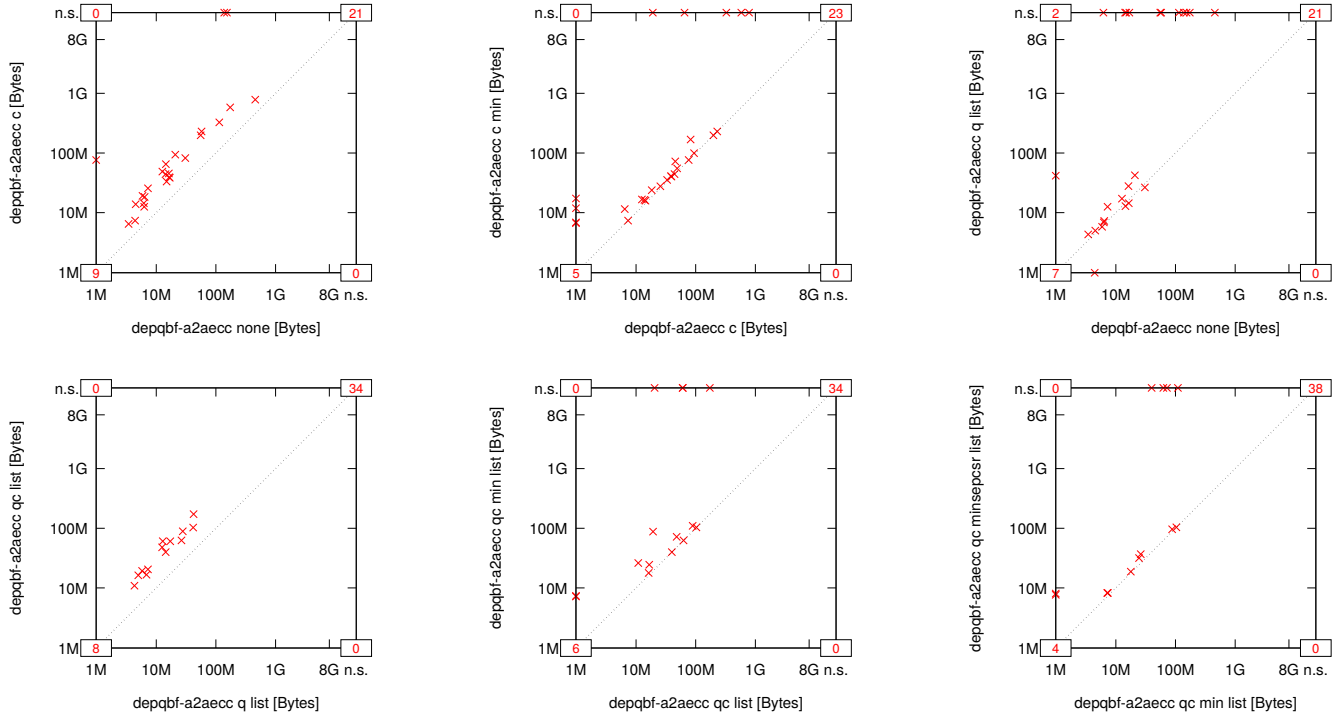 n.s. 0 21
8G
1G
100M
10M
1M 9 0
1M 10M 100M 1G 8G n.s.
depqbf-a2aecc c [Bytes]
depqbf-a2aecc none [Bytes]
n.s. 0 23
8G
1G
100M
10M
1M 5 0
1M 10M 100M 1G 8G n.s.
depqbf-a2aecc c min [Bytes]
depqbf-a2aecc c [Bytes]
n.s. 2 21
8G
1G
100M
10M
1M 7 0
1M 10M 100M 1G 8G n.s.
depqbf-a2aecc q list [Bytes]
depqbf-a2aecc none [Bytes]
n.s. 0 34
8G
1G
100M
10M
1M 8 0
1M 10M 100M 1G 8G n.s.
depqbf-a2aecc qc list [Bytes]
depqbf-a2aecc q list [Bytes]
n.s. 0 34
8G
1G
100M
10M
1M 6 0
1M 10M 100M 1G 8G n.s.
depqbf-a2aecc qc min list [Bytes]
depqbf-a2aecc qc list [Bytes]
n.s. 0 38
8G
1G
100M
10M
1M 4 0
1M 10M 100M 1G 8G n.s.
depqbf-a2aecc qc minsepcsr list [Bytes]
depqbf-a2aecc qc min list [Bytes]